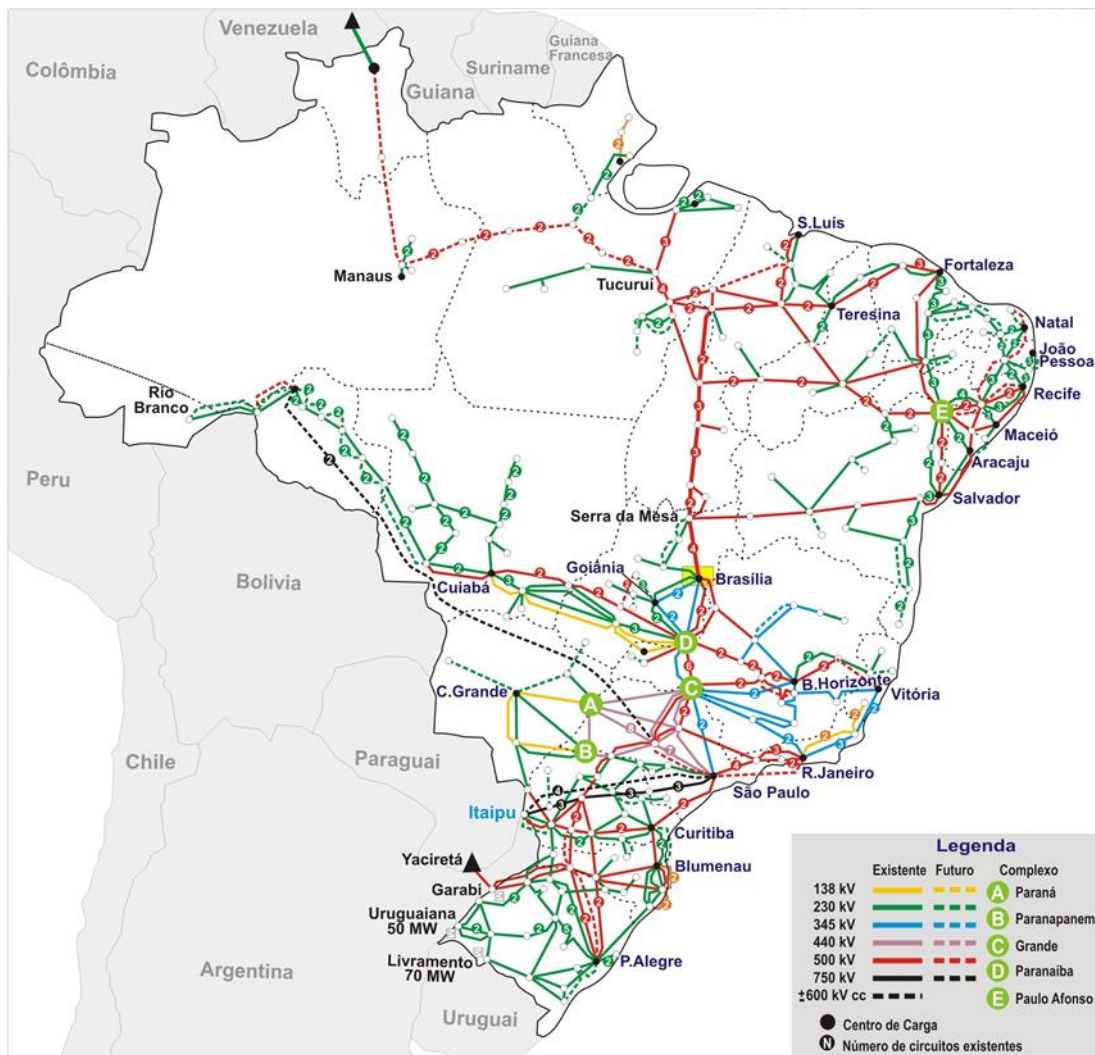 Venezuela
Guiana
Francesa
Suriname
Colômbia
Guiana
S.Luís
Manaus
Tucuruí
Fortaleza
Teresina
Natal
João
Pessoa
Rio
Branco
Recife
E
Maceió
Aracaju
Peru
Salvador
Serra da Mesa
Goiânia
Brasília
Bolivia
Cuiabá
D
C.Grande
C
B.Horizonte
Vitória
A
B
Paraguai
Chile
R.Janeiro
São Paulo
Itaipu
Curitiba
Yaciretá
Blumenau
Garabi
Uruguaiana
50 MW
Livramento
70 MW
P.Alegre
Argentina
Uruguai
Legenda
Existente Futuro Complexo
138 kV A Paraná
230 kV B Paranapanem
345 kV
440 kV C Grande
500 kV D Paranaíba
750 kV
±600 kV cc E Paulo Afonso
Centro de Carga
N Número de circuitos existentes